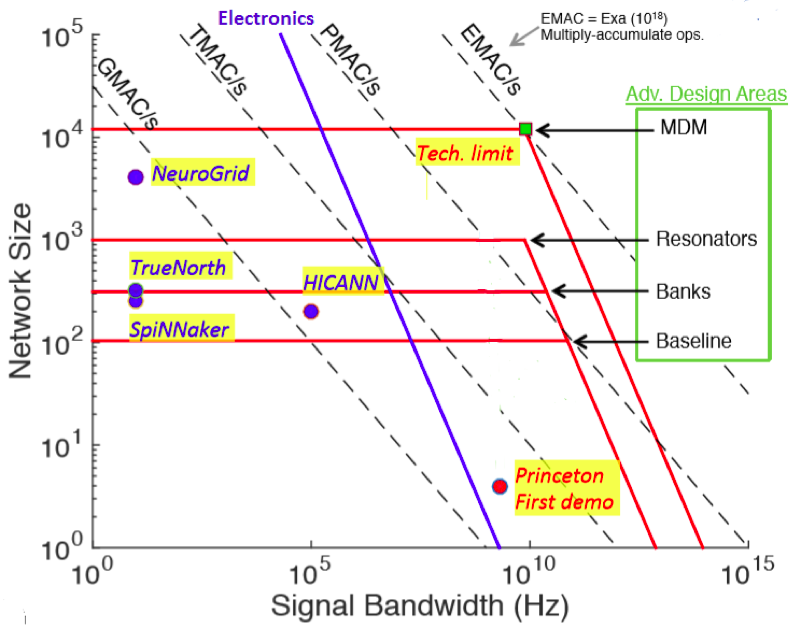 Electronics
EMAC = Exa (10¹⁸)
Multiply-accumulate ops.
GMAC/s
TMAC/s
PMAC/s
EMAC/s
Adv. Design Areas
MDM
Resonators
Banks
Baseline
Tech. limit
NeuroGrid
TrueNorth
HICANN
SpiNNaker
Princeton
First demo
Network Size
10⁵
10⁴
10³
10²
10¹
10⁰
10⁰
10⁵
10¹⁰
10¹⁵
Signal Bandwidth (Hz)